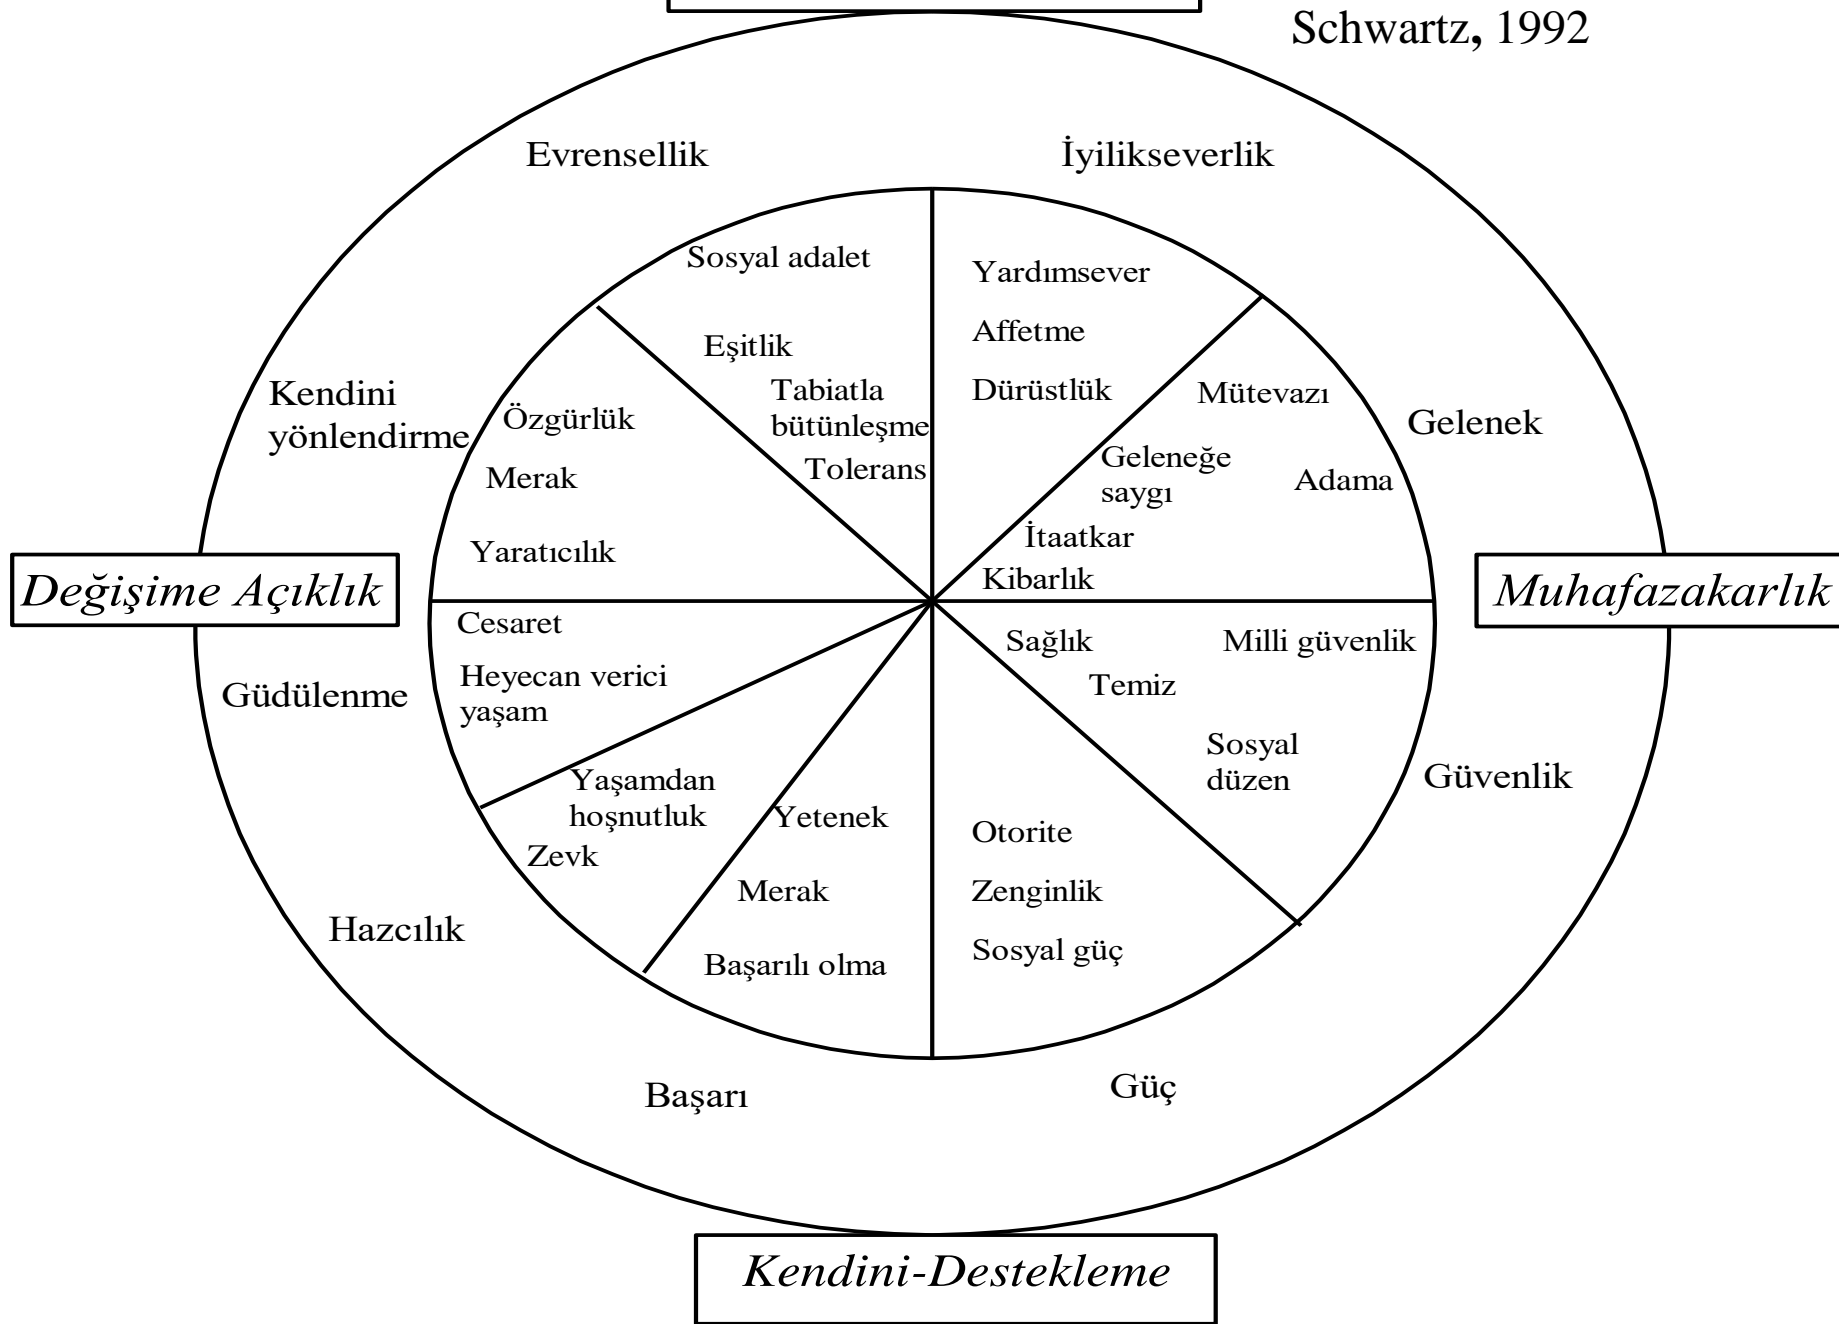 Schwartz, 1992
Evrensellik
İyilikseverlik
Sosyal adalet
Yardımsever
Eşitlik
Affetme
Tabiatla
bütünleşme
Tolerans
Dürüstlük
Mütevazı
Kendini
yönlendirme
Özgürlük
Merak
Yaratıcılık
Geleneğe
saygı
Adama
Gelenek
İtaatkar
Kibarlık
Değişime Açıklık
Muhafazakarlık
Cesaret
Heyecan verici
yaşam
Güdülenme
Sağlık
Milli güvenlik
Temiz
Sosyal
düzen
Güvenlik
Yaşamdan
hoşnutluk
Zevk
Yetenek
Merak
Başarılı olma
Otorite
Zenginlik
Sosyal güç
Hazcılık
Başarı
Güç
Kendini-Destekleme